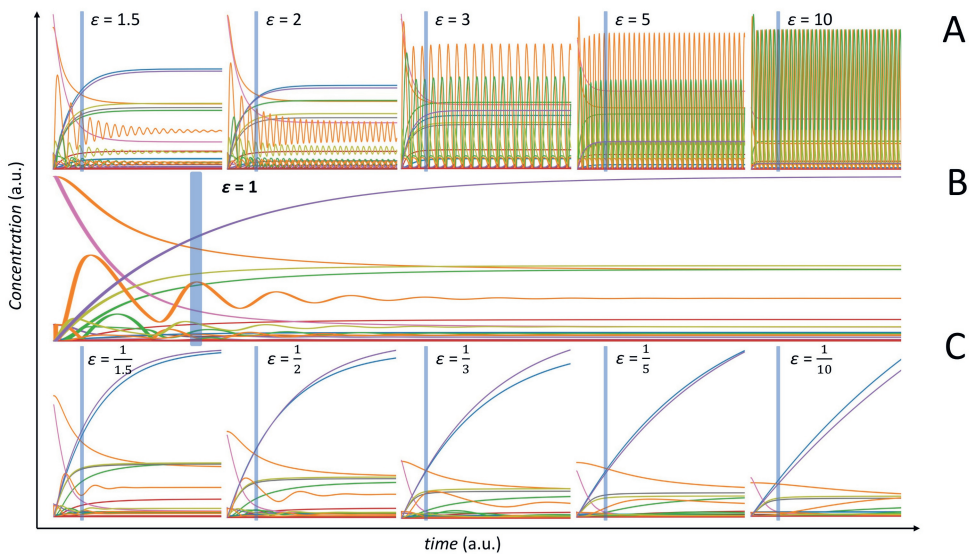 ε = 1.5
ε = 2
ε = 3
ε = 5
ε = 10
A
ε = 1
B
Concentration (a.u.)
C
ε = 1/1.5
ε = 1/2
ε = 1/3
ε = 1/5
ε = 1/10
time (a.u.)